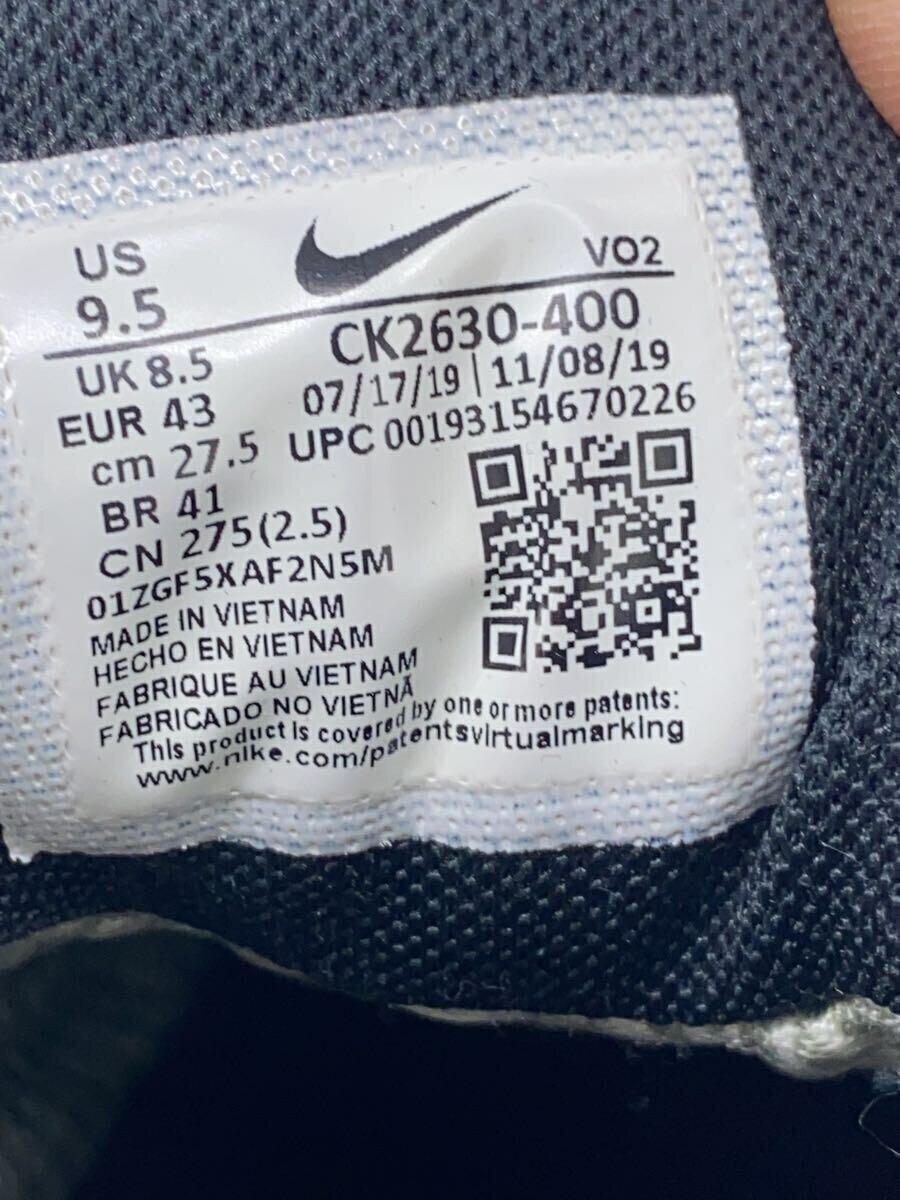 US
9.5
VO2
UK 8.5
EUR 43
cm 27.5
BR 41
CN 275(2.5)
CK2630-400
07/17/19 | 11/08/19
UPC 00193154670226
01ZGF5XAF2N5M
MADE IN VIETNAM
HECHO EN VIETNAM
FABRIQUE AU VIETNAM
FABRICADO NO VIETNÃ
This product is covered by one or more patents:
www.nike.com/patentsvirtualmarking